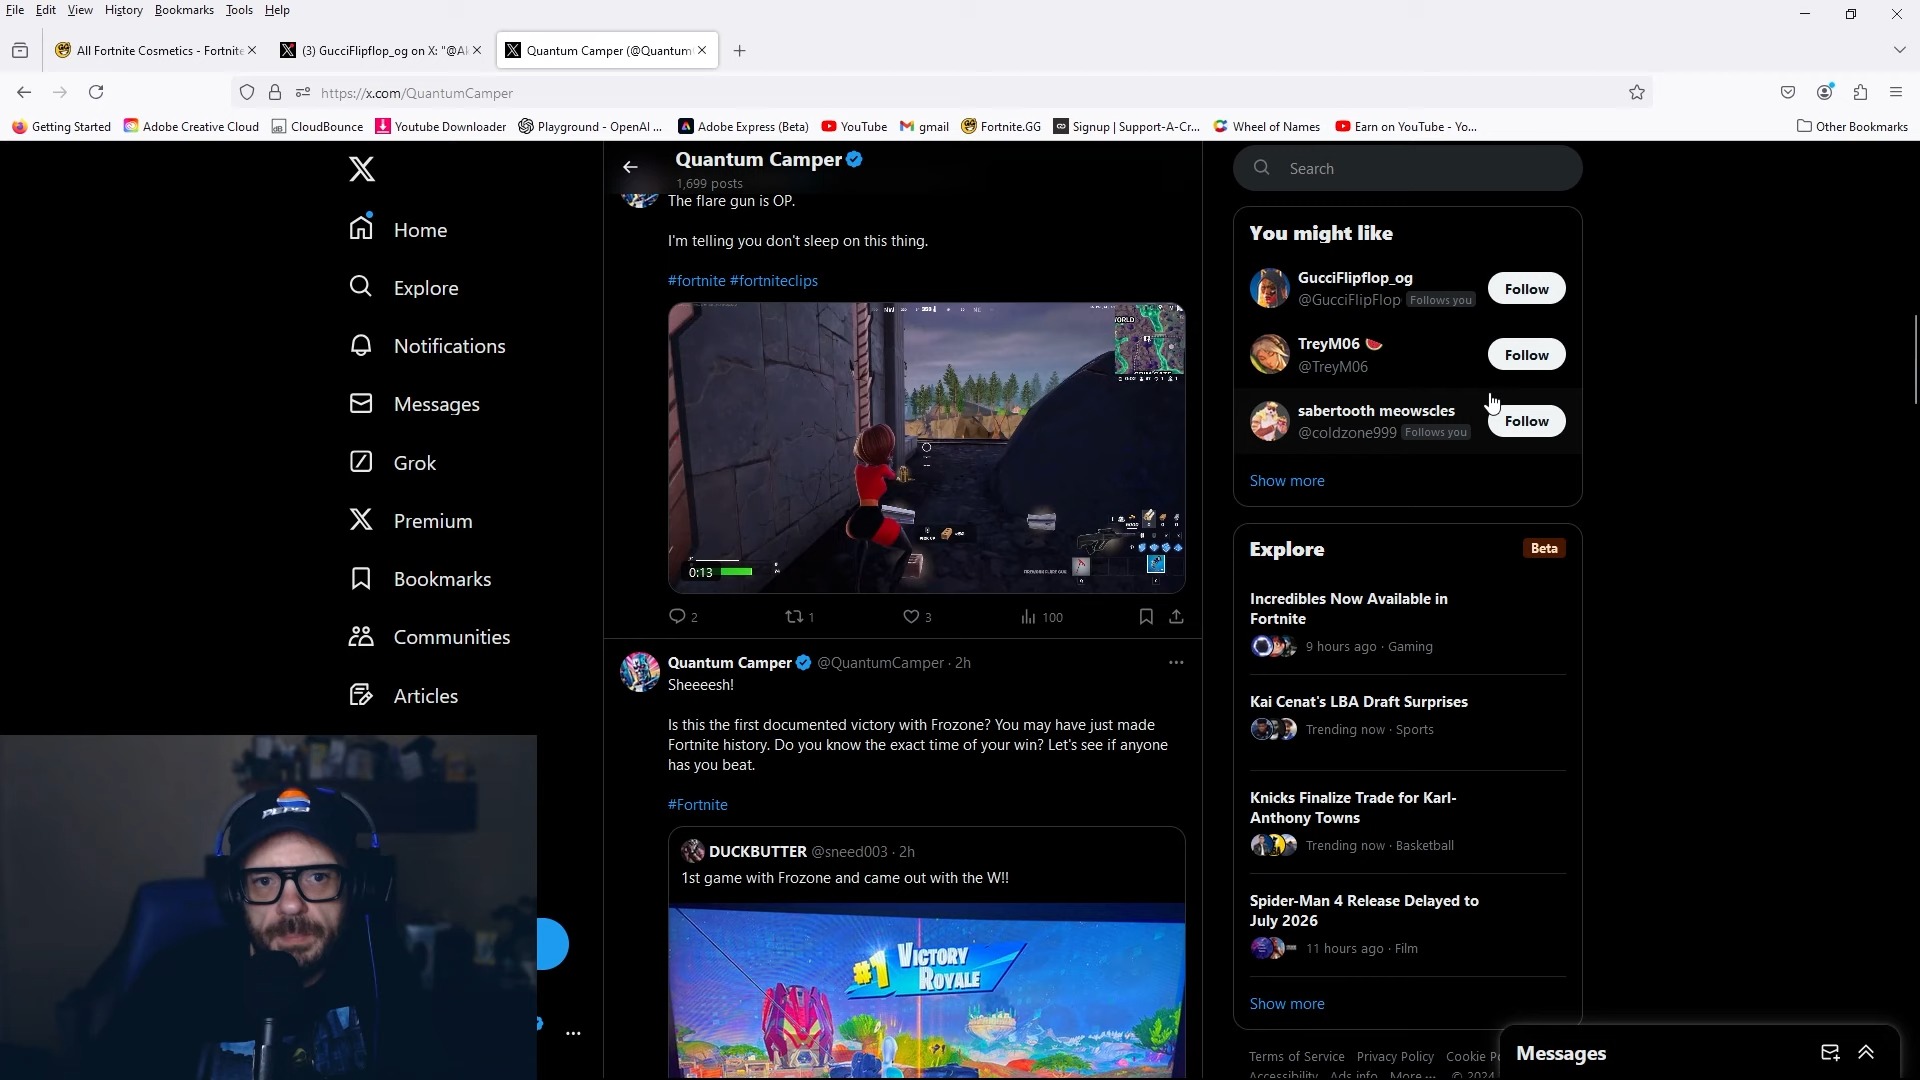 File Edit View History Bookmarks Tools Help
All Fortnite Cosmetics - Fortnite
(3) GucciFlipflop_og on X: "@Al
Quantum Camper (@Quantum
https://x.com/QuantumCamper
Getting Started
Adobe Creative Cloud
CloudBounce
Youtube Downloader
Playground - OpenAI ...
Adobe Express (Beta)
YouTube
gmail
Fortnite.GG
Signup | Support-A-Cr...
Wheel of Names
Earn on YouTube - Yo...
Other Bookmarks
Home
Explore
Notifications
Messages
Grok
Premium
Bookmarks
Communities
Articles
PEPSI
Quantum Camper
1,699 posts
The flare gun is OP.
I'm telling you don't sleep on this thing.
#fortnite #fortniteclips
0:13
2
1
3
100
Quantum Camper @QuantumCamper · 2h
Sheeeesh!
Is this the first documented victory with Frozone? You may have just made
Fortnite history. Do you know the exact time of your win? Let's see if anyone
has you beat.
#Fortnite
DUCKBUTTER @sneed003 · 2h
1st game with Frozone and came out with the W!!
#1 VICTORY
ROYALE
Search
You might like
GucciFlipflop_og
@GucciFlipFlop Follows you
Follow
TreyM06
@TreyM06
Follow
sabertooth meowscles
@coldzone999 Follows you
Follow
Show more
Explore
Beta
Incredibles Now Available in
Fortnite
9 hours ago · Gaming
Kai Cenat's LBA Draft Surprises
Trending now · Sports
Knicks Finalize Trade for Karl-
Anthony Towns
Trending now · Basketball
Spider-Man 4 Release Delayed to
July 2026
11 hours ago · Film
Show more
Terms of Service Privacy Policy Cookie Po
Accessibility Ads info More ... © 2024
Messages